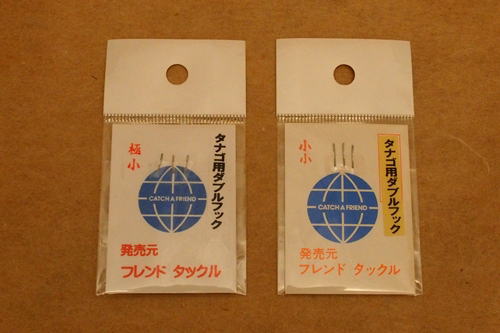 極小
タナゴ用ダブルフック
CATCH A FRIEND
発売元
フレンド タックル
小小
タナゴ用ダブルフック
CATCH A FRIEND
発売元
フレンド タックル